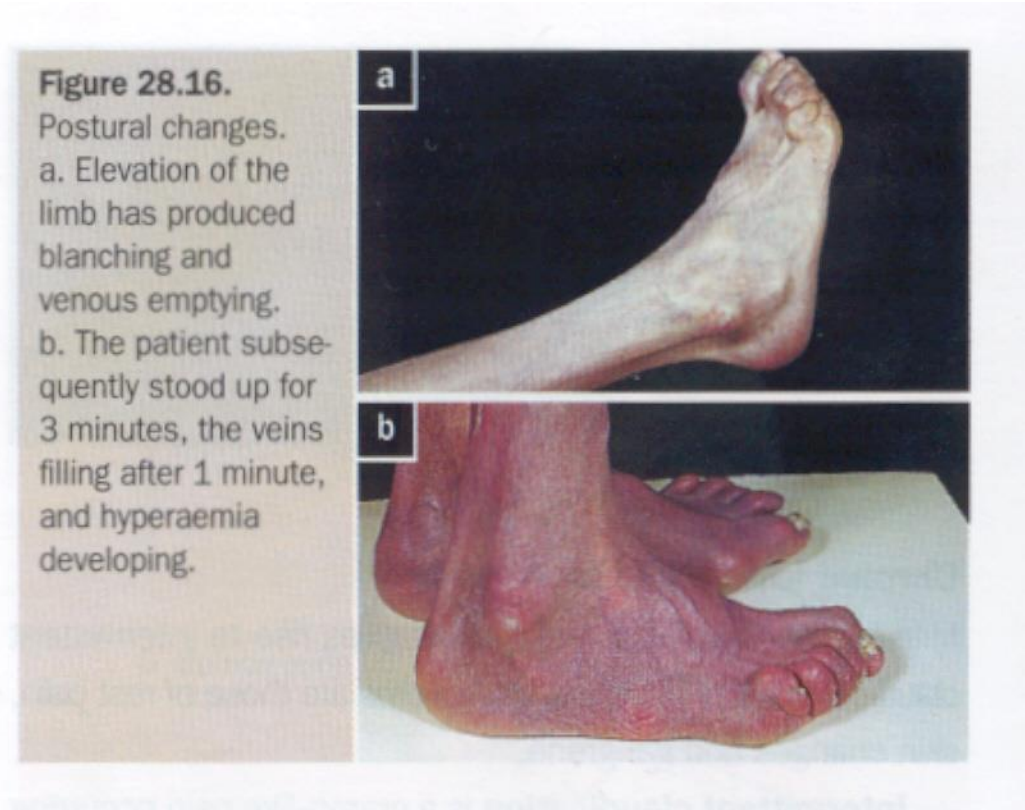 Figure 28.16.
Postural changes.
a. Elevation of the
limb has produced
blanching and
venous emptying.
b. The patient subse-
quently stood up for
3 minutes, the veins
filling after 1 minute,
and hyperaemia
developing.
a
b